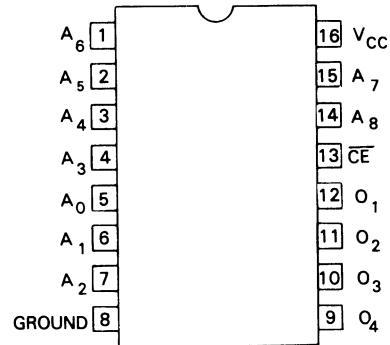 A6 1 16 VCC
A5 2 15 A7
A4 3 14 A8
A3 4 13 C̅E̅
A0 5 12 O1
A1 6 11 O2
A2 7 10 O3
GROUND 8 9 O4